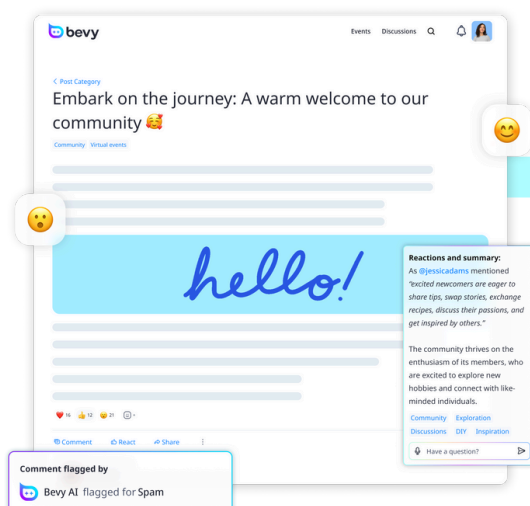 bevy
Events Discussions
< Post Category
Embark on the journey: A warm welcome to our
community 🥰
Community Virtual events
hello!
Reactions and summary:
As @jessicadams mentioned
"excited newcomers are eager to
share tips, swap stories, exchange
recipes, discuss their passions, and
get inspired by others."
The community thrives on the
enthusiasm of its members, who
are excited to explore new
hobbies and connect with like-
minded individuals.
Community Exploration
Discussions DIY Inspiration
Have a question?
❤️ 16 👍 12 😄 21
Comment React Share
Comment flagged by
Bevy AI flagged for Spam